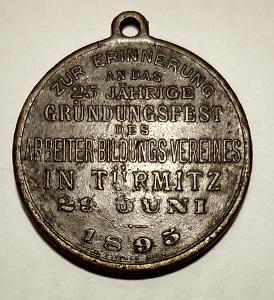 ZUR ERINNERUNG
AN DAS
25 JÄHRIGE
GRÜNDUNGSFEST
DES
ARBEITER-BILDUNGS-VEREINES
IN TÜRMITZ
29. JUNI
1895